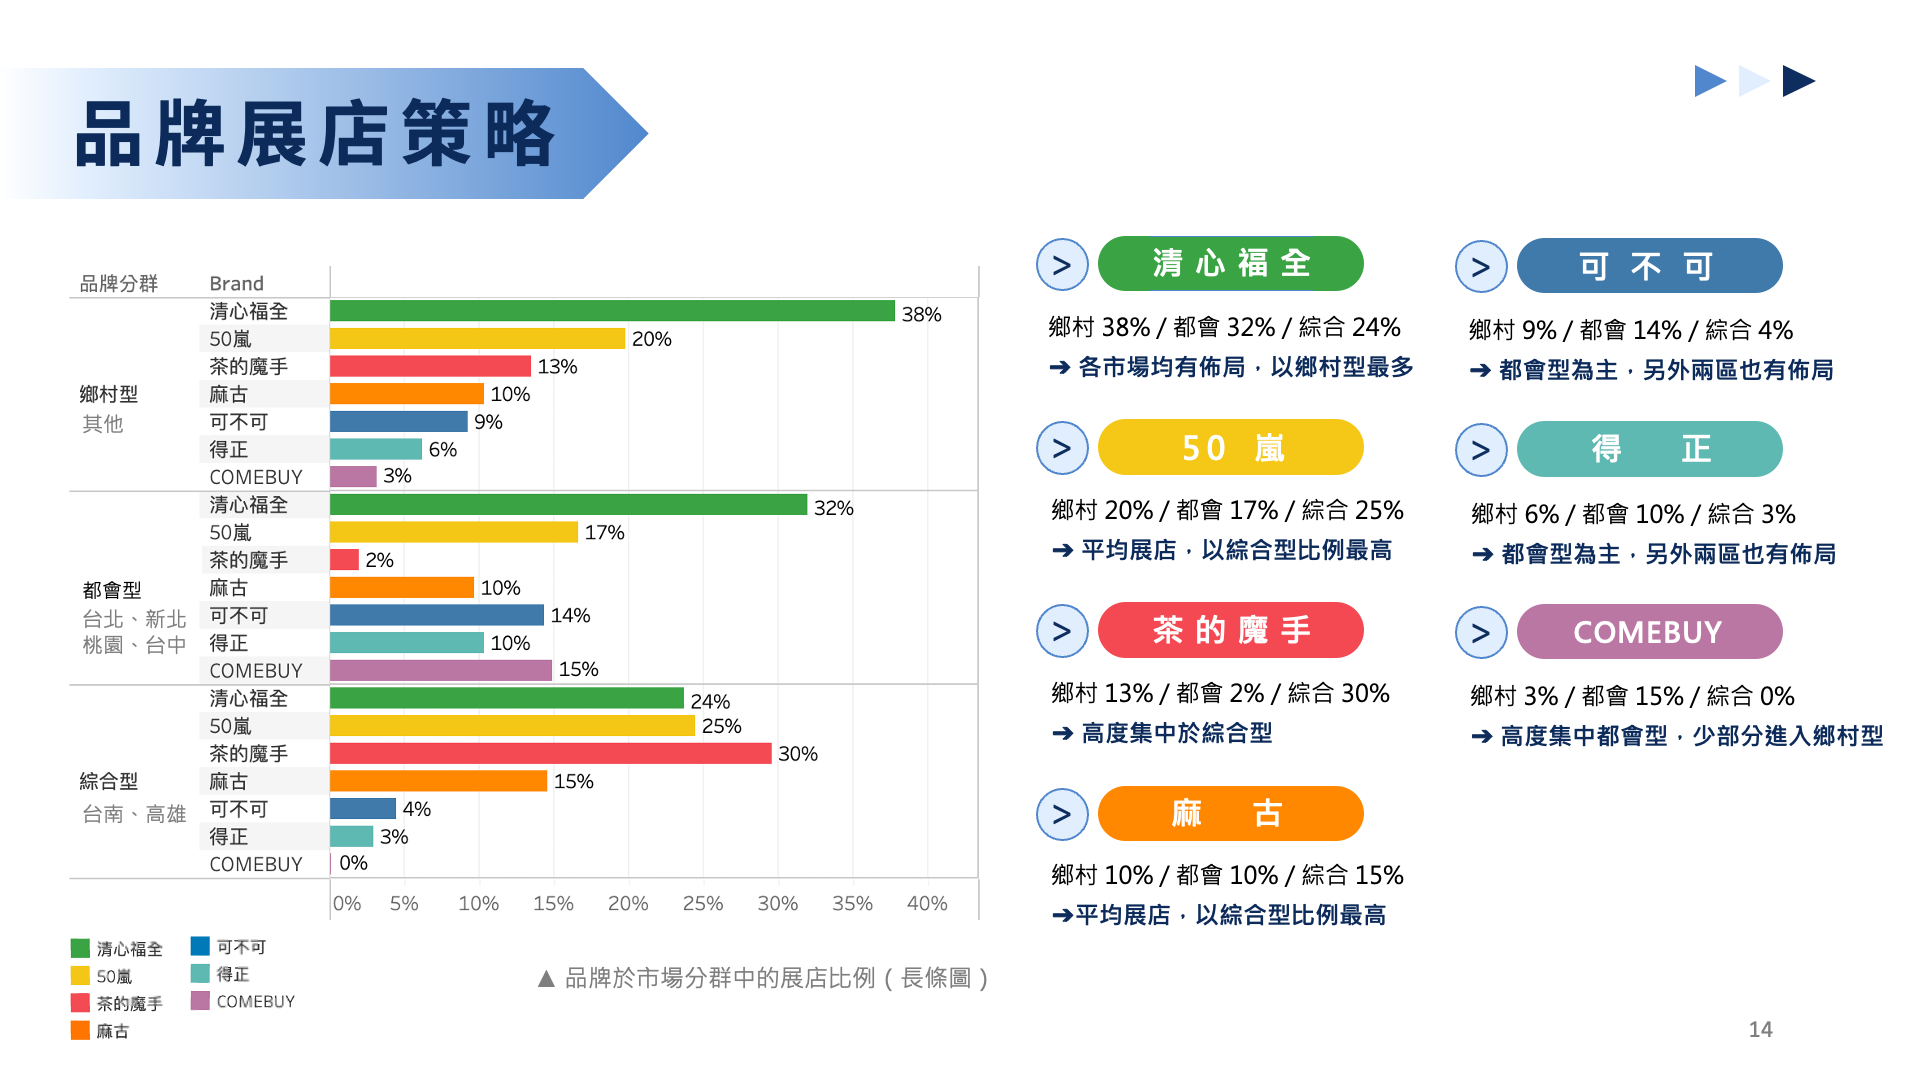 品牌展店策略
品牌分群 Brand
鄉村型
其他
清心福全 38%
50嵐 20%
茶的魔手 13%
麻古 10%
可不可 9%
得正 6%
COMEBUY 3%
都會型
台北、新北
桃園、台中
清心福全 32%
50嵐 17%
茶的魔手 2%
麻古 10%
可不可 14%
得正 10%
COMEBUY 15%
綜合型
台南、高雄
清心福全 24%
50嵐 25%
茶的魔手 30%
麻古 15%
可不可 4%
得正 3%
COMEBUY 0%
0% 5% 10% 15% 20% 25% 30% 35% 40%
清心福全
50嵐
茶的魔手
麻古
可不可
得正
COMEBUY
▲ 品牌於市場分群中的展店比例 ( 長條圖 )
> 清心福全
鄉村 38% / 都會 32% / 綜合 24%
➔ 各市場均有佈局，以鄉村型最多
> 50 嵐
鄉村 20% / 都會 17% / 綜合 25%
➔ 平均展店，以綜合型比例最高
> 茶的魔手
鄉村 13% / 都會 2% / 綜合 30%
➔ 高度集中於綜合型
> 麻古
鄉村 10% / 都會 10% / 綜合 15%
➔平均展店，以綜合型比例最高
> 可不可
鄉村 9% / 都會 14% / 綜合 4%
➔ 都會型為主，另外兩區也有佈局
> 得正
鄉村 6% / 都會 10% / 綜合 3%
➔ 都會型為主，另外兩區也有佈局
> COMEBUY
鄉村 3% / 都會 15% / 綜合 0%
➔ 高度集中都會型，少部分進入鄉村型
14